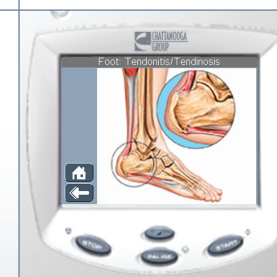 CHATTANOOGA
GROUP
Foot: Tendonitis/Tendinosis
STOP
PAUSE
START